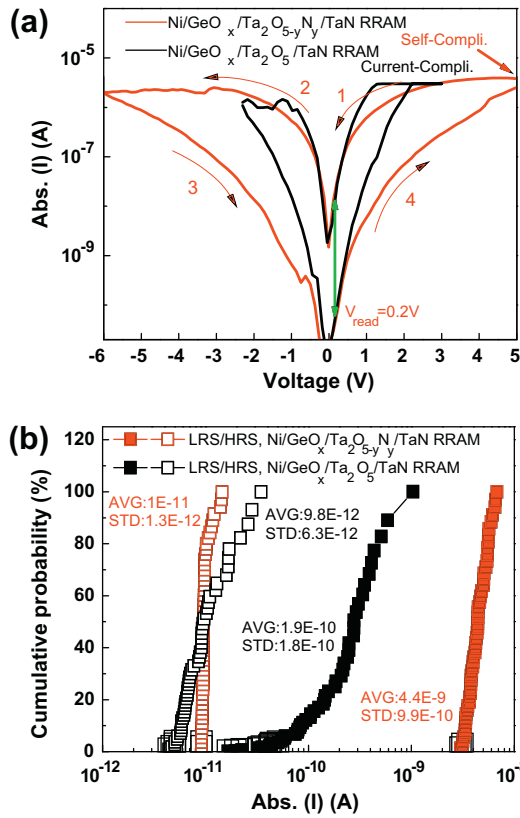 (a)
Ni/GeO x/Ta2O5-yNy/TaN RRAM
Ni/GeO x/Ta2O5/TaN RRAM
Self-Compli.
Current-Compli.
2
1
3
4
Vread=0.2V
10-5
10-7
10-9
Abs. (I) (A)
-6 -5 -4 -3 -2 -1 0 1 2 3 4 5
Voltage (V)
(b)
LRS/HRS, Ni/GeOx/Ta2O5-yNy/TaN RRAM
LRS/HRS, Ni/GeOx/Ta2O5/TaN RRAM
AVG:1E-11
STD:1.3E-12
AVG:9.8E-12
STD:6.3E-12
AVG:1.9E-10
STD:1.8E-10
AVG:4.4E-9
STD:9.9E-10
120
100
80
60
40
20
0
Cumulative probability (%)
10-12 10-11 10-10 10-9 10-8
Abs. (I) (A)